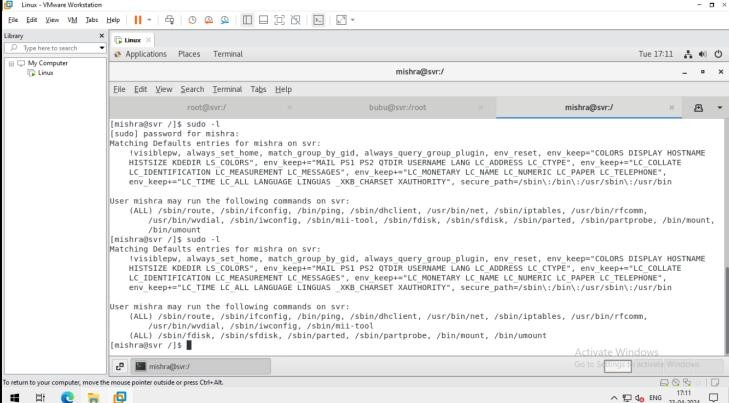 Linux - VMware Workstation
File Edit View VM Tabs Help
Library
Type here to search
My Computer
Linux
Linux
Applications Places Terminal Tue 17:11
mishra@svr:/
File Edit View Search Terminal Tabs Help
root@svr:/ bubu@svr:/root mishra@svr:/
[mishra@svr /]$ sudo -l
[sudo] password for mishra:
Matching Defaults entries for mishra on svr:
!visiblepw, always_set_home, match_group_by_gid, always_query_group_plugin, env_reset, env_keep="COLORS DISPLAY HOSTNAME
HISTSIZE KDEDIR LS_COLORS", env_keep+="MAIL PS1 PS2 QTDIR USERNAME LANG LC_ADDRESS LC_CTYPE", env_keep+="LC_COLLATE
LC_IDENTIFICATION LC_MEASUREMENT LC_MESSAGES", env_keep+="LC_MONETARY LC_NAME LC_NUMERIC LC_PAPER LC_TELEPHONE",
env_keep+="LC_TIME LC_ALL LANGUAGE LINGUAS _XKB_CHARSET XAUTHORITY", secure_path=/sbin\:/bin\:/usr/sbin\:/usr/bin
User mishra may run the following commands on svr:
(ALL) /sbin/route, /sbin/ifconfig, /bin/ping, /sbin/dhclient, /usr/bin/net, /sbin/iptables, /usr/bin/rfcomm,
/usr/bin/wvdial, /sbin/iwconfig, /sbin/mii-tool, /sbin/fdisk, /sbin/sfdisk, /sbin/parted, /sbin/partprobe, /bin/mount,
/bin/umount
[mishra@svr /]$ sudo -l
Matching Defaults entries for mishra on svr:
!visiblepw, always_set_home, match_group_by_gid, always_query_group_plugin, env_reset, env_keep="COLORS DISPLAY HOSTNAME
HISTSIZE KDEDIR LS_COLORS", env_keep+="MAIL PS1 PS2 QTDIR USERNAME LANG LC_ADDRESS LC_CTYPE", env_keep+="LC_COLLATE
LC_IDENTIFICATION LC_MEASUREMENT LC_MESSAGES", env_keep+="LC_MONETARY LC_NAME LC_NUMERIC LC_PAPER LC_TELEPHONE",
env_keep+="LC_TIME LC_ALL LANGUAGE LINGUAS _XKB_CHARSET XAUTHORITY", secure_path=/sbin\:/bin\:/usr/sbin\:/usr/bin
User mishra may run the following commands on svr:
(ALL) /sbin/route, /sbin/ifconfig, /bin/ping, /sbin/dhclient, /usr/bin/net, /sbin/iptables, /usr/bin/rfcomm,
/usr/bin/wvdial, /sbin/iwconfig, /sbin/mii-tool
(ALL) /sbin/fdisk, /sbin/sfdisk, /sbin/parted, /sbin/partprobe, /bin/mount, /bin/umount
[mishra@svr /]$
Activate Windows
Go to Settings to activate Windows.
mishra@svr:/
To return to your computer, move the mouse pointer outside or press Ctrl+Alt.
ENG 17:11
23-04-2024